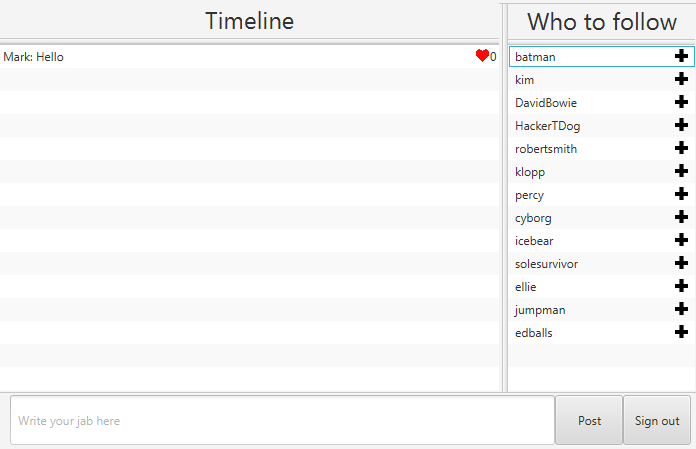 Timeline
Mark: Hello 0
Who to follow
batman
kim
DavidBowie
HackerTDog
robertsmith
klopp
percy
cyborg
icebear
solesurvivor
ellie
jumpman
edballs
Write your jab here
Post
Sign out